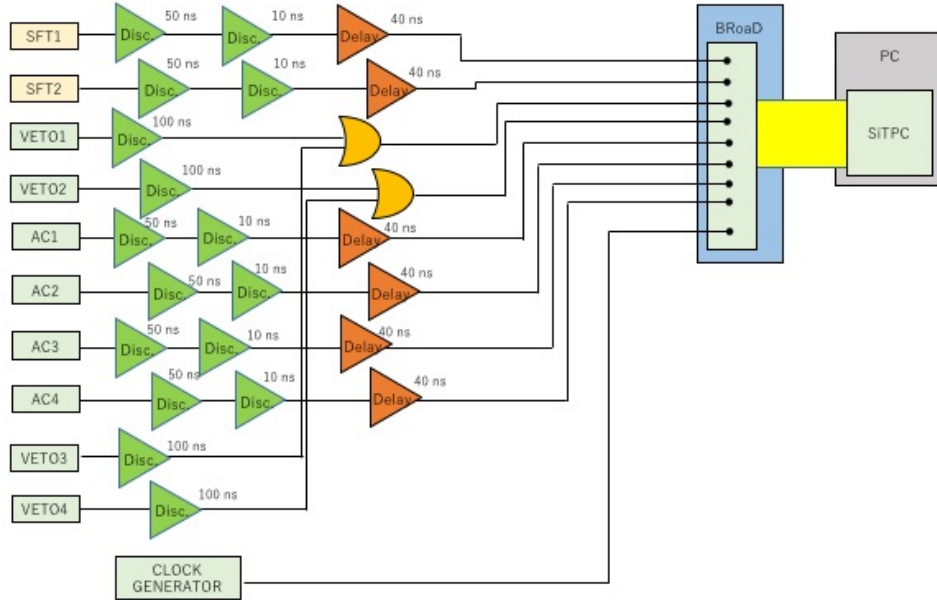 SFT1
Disc.
50 ns
Disc.
10 ns
Delay
40 ns
SFT2
Disc.
50 ns
Disc.
10 ns
Delay
40 ns
VETO1
Disc.
100 ns
VETO2
Disc.
100 ns
AC1
Disc.
50 ns
Disc.
10 ns
Delay
40 ns
AC2
Disc.
50 ns
Disc.
10 ns
Delay
40 ns
AC3
Disc.
50 ns
Disc.
10 ns
Delay
40 ns
AC4
Disc.
50 ns
Disc.
10 ns
Delay
40 ns
VETO3
Disc.
100 ns
VETO4
Disc.
100 ns
CLOCK
GENERATOR
BRoaD
PC
SiTPC